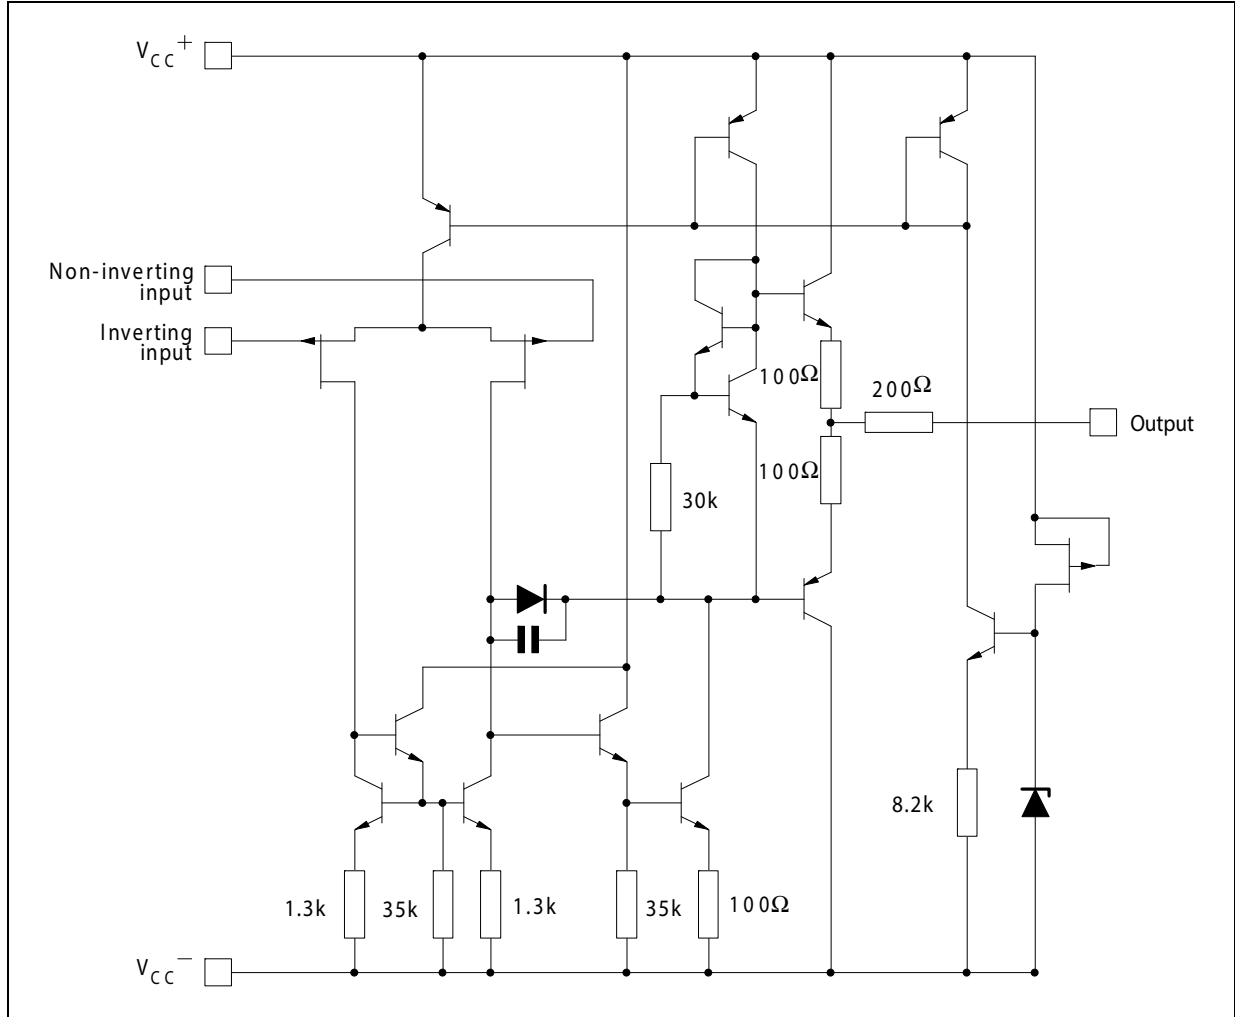 VCC+
Non-inverting
input
Inverting
input
100Ω
200Ω
Output
100Ω
30k
8.2k
1.3k
35k
1.3k
35k
100Ω
VCC−